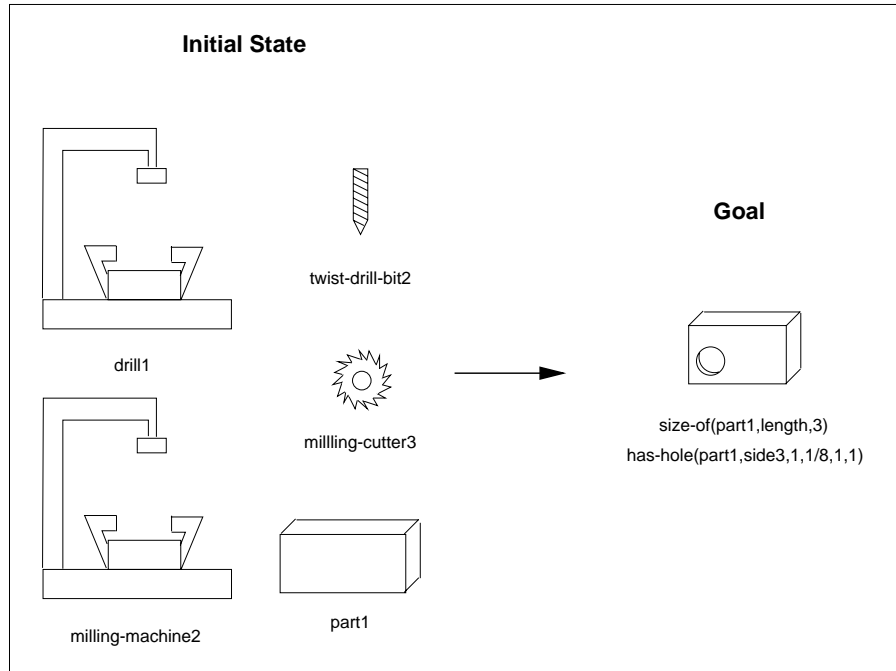 Initial State
twist-drill-bit2
drill1
millling-cutter3
milling-machine2
part1
Goal
size-of(part1,length,3)
has-hole(part1,side3,1,1/8,1,1)